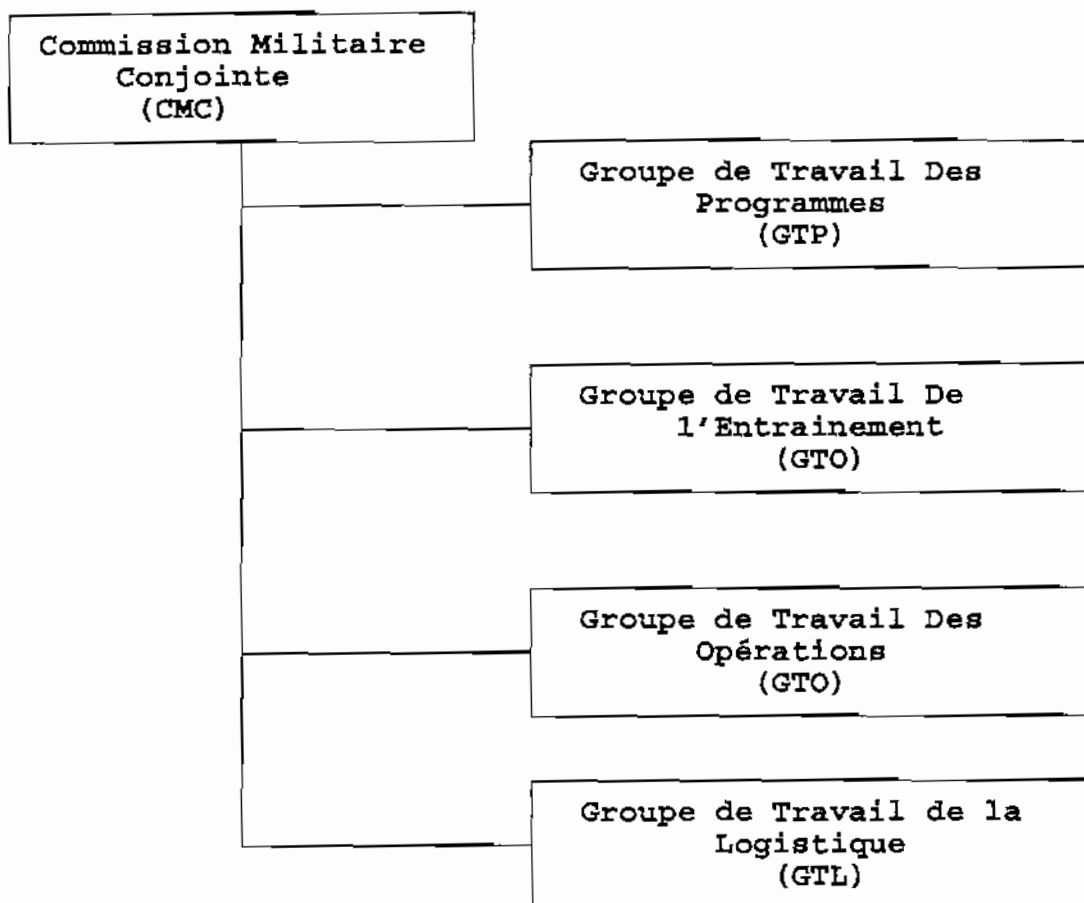 Commission Militaire
Conjointe
(CMC)
Groupe de Travail Des
Programmes
(GTP)
Groupe de Travail De
l'Entrainement
(GTO)
Groupe de Travail Des
Opérations
(GTO)
Groupe de Travail de la
Logistique
(GTL)